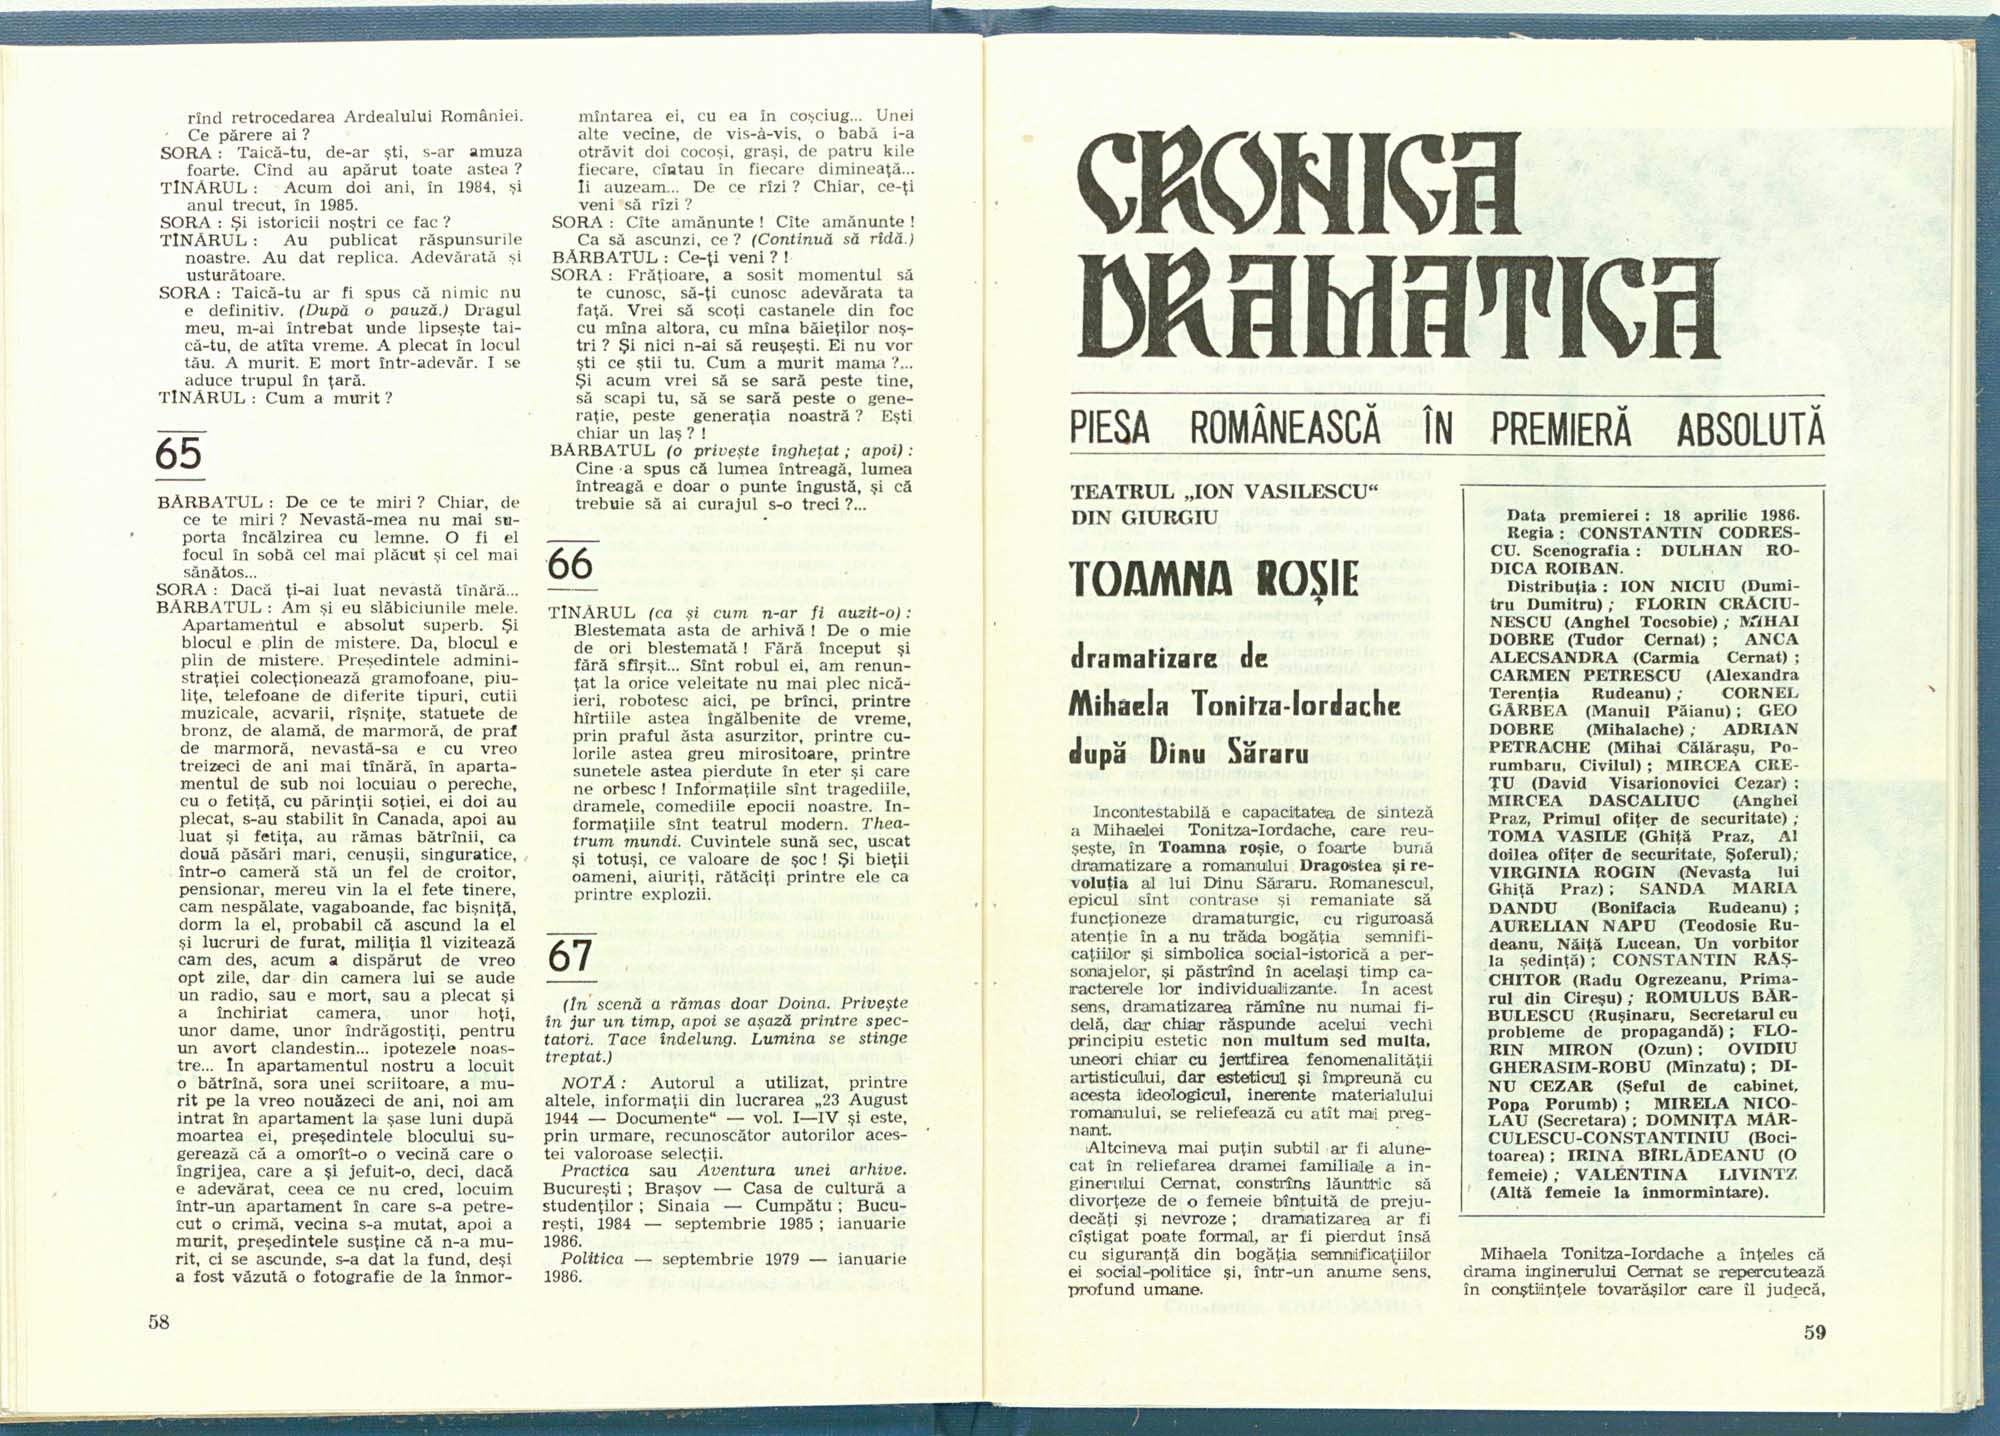 rînd retrocedarea Ardealului României.
Ce părere ai ?
SORA : Taică-tu, de-ar ști, s-ar amuza
foarte. Cînd au apărut toate astea ?
TÎNĂRUL : Acum doi ani, în 1984, și
anul trecut, în 1985.
SORA : Și istoricii noștri ce fac ?
TÎNĂRUL : Au publicat răspunsurile
noastre. Au dat replica. Adevărată și
usturătoare.
SORA : Taică-tu ar fi spus că nimic nu
e definitiv. (După o pauză.) Dragul
meu, m-ai întrebat unde lipsește tai-
că-tu, de atîta vreme. A plecat în locul
tău. A murit. E mort într-adevăr. I se
aduce trupul în țară.
TÎNĂRUL : Cum a murit ?
65
BĂRBATUL : De ce te miri ? Chiar, de
ce te miri ? Nevastă-mea nu mai su-
porta încălzirea cu lemne. O fi el
focul în sobă cel mai plăcut și cel mai
sănătos...
SORA : Dacă ți-ai luat nevastă tînără...
BĂRBATUL : Am și eu slăbiciunile mele.
Apartamentul e absolut superb. Și
blocul e plin de mistere. Da, blocul e
plin de mistere. Președintele admini-
strației colecționează gramofoane, piu-
lițe, telefoane de diferite tipuri, cutii
muzicale, acvarii, rîșnițe, statuete de
bronz, de alamă, de marmoră, de praf
de marmoră, nevastă-sa e cu vreo
treizeci de ani mai tînără, în aparta-
mentul de sub noi locuiau o pereche,
cu o fetiță, cu părinții soției, ei doi au
plecat, s-au stabilit în Canada, apoi au
luat și fetița, au rămas bătrînii, ca
două păsări mari, cenușii, singuratice,
într-o cameră stă un fel de croitor,
pensionar, mereu vin la el fete tinere,
cam nespălate, vagaboande, fac bișniță,
dorm la el, probabil că ascund la el
și lucruri de furat, miliția îl vizitează
cam des, acum a dispărut de vreo
opt zile, dar din camera lui se aude
un radio, sau e mort, sau a plecat și
a închiriat camera, unor hoți,
unor dame, unor îndrăgostiți, pentru
un avort clandestin... ipotezele noas-
tre... În apartamentul nostru a locuit
o bătrînă, sora unei scriitoare, a mu-
rit pe la vreo nouăzeci de ani, noi am
intrat în apartament la șase luni după
moartea ei, președintele blocului su-
gerează că a omorît-o o vecină care o
îngrijea, care a și jefuit-o, deci, dacă
e adevărat, ceea ce nu cred, locuim
într-un apartament în care s-a petre-
cut o crimă, vecina s-a mutat, apoi a
murit, președintele susține că n-a mu-
rit, ci se ascunde, s-a dat la fund, deși
a fost văzută o fotografie de la înmor-
58
mîntarea ei, cu ea în coșciug... Unei
alte vecine, de vis-à-vis, o babă i-a
otrăvit doi cocoși, grași, de patru kile
fiecare, cîntau în fiecare dimineață...
Îi auzeam... De ce rîzi ? Chiar, ce-ți
veni să rîzi ?
SORA : Cîte amănunte ! Cîte amănunte !
Ca să ascunzi, ce ? (Continuă să rîdă.)
BĂRBATUL : Ce-ți veni ? !
SORA : Frățioare, a sosit momentul să
te cunosc, să-ți cunosc adevărata ta
față. Vrei să scoți castanele din foc
cu mîna altora, cu mîna băieților noș-
tri ? Și nici n-ai să reușești. Ei nu vor
ști ce știi tu. Cum a murit mama ?...
Și acum vrei să se sară peste tine,
să scapi tu, să se sară peste o gene-
rație, peste generația noastră ? Ești
chiar un laș ? !
BĂRBATUL (o privește înghețat ; apoi) :
Cine a spus că lumea întreagă, lumea
întreagă e doar o punte îngustă, și că
trebuie să ai curajul s-o treci ?...
66
TÎNĂRUL (ca și cum n-ar fi auzit-o) :
Blestemata asta de arhivă ! De o mie
de ori blestemată ! Fără început și
fără sfîrșit... Sînt robul ei, am renun-
țat la orice veleitate nu mai plec nică-
ieri, robotesc aici, pe brînci, printre
hîrtiile astea îngălbenite de vreme,
prin praful ăsta asurzitor, printre cu-
lorile astea greu mirositoare, printre
sunetele astea pierdute în eter și care
ne orbesc ! Informațiile sînt tragediile,
dramele, comediile epocii noastre. In-
formațiile sînt teatrul modern. Thea-
trum mundi. Cuvintele sună sec, uscat
și totuși, ce valoare de șoc ! Și bieții
oameni, aiuriți, rătăciți printre ele ca
printre explozii.
67
(În scenă a rămas doar Doina. Privește
în jur un timp, apoi se așază printre spec-
tatori. Tace îndelung. Lumina se stinge
treptat.)
NOTĂ : Autorul a utilizat, printre
altele, informații din lucrarea „23 August
1944 — Documente“ — vol. I—IV și este,
prin urmare, recunoscător autorilor aces-
tei valoroase selecții.
Practica sau Aventura unei arhive.
București ; Brașov — Casa de cultură a
studenților ; Sinaia — Cumpătu ; Bucu-
rești, 1984 — septembrie 1985 ; ianuarie
1986.
Politica — septembrie 1979 — ianuarie
1986.
CRONICA
DRAMATICA
PIESA ROMÂNEASCĂ ÎN PREMIERĂ ABSOLUTĂ
TEATRUL „ION VASILESCU“
DIN GIURGIU
TOAMNA ROȘIE
dramatizare de
Mihaela Tonitza-Iordache
după Dinu Săraru
Incontestabilă e capacitatea de sinteză
a Mihaelei Tonitza-Iordache, care reu-
șește, în Toamna roșie, o foarte bună
dramatizare a romanului Dragostea și re-
voluția al lui Dinu Săraru. Romanescul,
epicul sînt contrase și remaniate să
funcționeze dramaturgic, cu riguroasă
atenție în a nu trăda bogăția semnifi-
cațiilor și simbolica social-istorică a per-
sonajelor, și păstrînd în același timp ca-
racterele lor individualizante. În acest
sens, dramatizarea rămîne nu numai fi-
delă, dar chiar răspunde acelui vechi
principiu estetic non multum sed multa,
uneori chiar cu jertfirea fenomenalității
artisticului, dar esteticul și împreună cu
acesta ideologicul, inerente materialului
romanului, se reliefează cu atît mai preg-
nant.
Altcineva mai puțin subtil ar fi alune-
cat în reliefarea dramei familiale a in-
ginerului Cernat, constrîns lăuntric să
divorțeze de o femeie bîntuită de preju-
decăți și nevroze ; dramatizarea ar fi
cîștigat poate formal, ar fi pierdut însă
cu siguranță din bogăția semnificațiilor
ei social-politice și, într-un anume sens,
profund umane.
Data premierei : 18 aprilie 1986.
Regia : CONSTANTIN CODRES-
CU. Scenografia : DULHAN RO-
DICA ROIBAN.
Distribuția : ION NICIU (Dumi-
tru Dumitru) ; FLORIN CRĂCIU-
NESCU (Anghel Tocsobie) ; MIHAI
DOBRE (Tudor Cernat) ; ANCA
ALECSANDRA (Carmia Cernat) ;
CARMEN PETRESCU (Alexandra
Terenția Rudeanu) ; CORNEL
GÂRBEA (Manuil Păianu) ; GEO
DOBRE (Mihalache) ; ADRIAN
PETRACHE (Mihai Călărașu, Po-
rumbaru, Civilul) ; MIRCEA CRE-
ȚU (David Visarionovici Cezar) ;
MIRCEA DASCALIUC (Anghel
Praz, Primul ofițer de securitate) ;
TOMA VASILE (Ghiță Praz, Al
doilea ofițer de securitate, Șoferul);
VIRGINIA ROGIN (Nevasta lui
Ghiță Praz) ; SANDA MARIA
DANDU (Bonifacia Rudeanu) ;
AURELIAN NAPU (Teodosie Ru-
deanu, Năiță Lucean, Un vorbitor
la ședință) ; CONSTANTIN RĂȘ-
CHITOR (Radu Ogrezeanu, Prima-
rul din Cireșu) ; ROMULUS BĂR-
BULESCU (Rușinaru, Secretarul cu
probleme de propagandă) ; FLO-
RIN MIRON (Ozun) ; OVIDIU
GHERASIM-ROBU (Mînzatu) ; DI-
NU CEZAR (Șeful de cabinet,
Popa Porumb) ; MIRELA NICO-
LAU (Secretara) ; DOMNIȚA MĂR-
CULESCU-CONSTANTINIU (Boci-
toarea) ; IRINA BÎRLĂDEANU (O
femeie) ; VALENTINA LIVINTZ
(Altă femeie la înmormîntare).
Mihaela Tonitza-Iordache a înțeles că
drama inginerului Cernat se repercutează
în conștiințele tovarășilor care îl judecă,
59